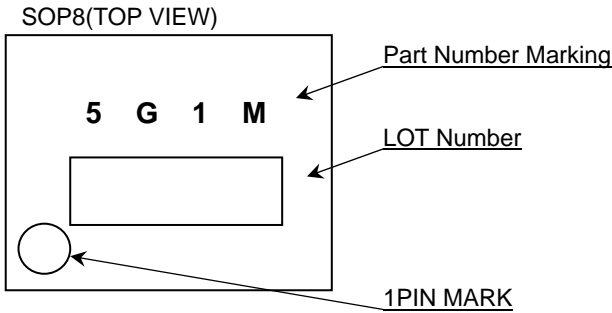 SOP8(TOP VIEW)
Part Number Marking
5 G 1 M
LOT Number
1PIN MARK